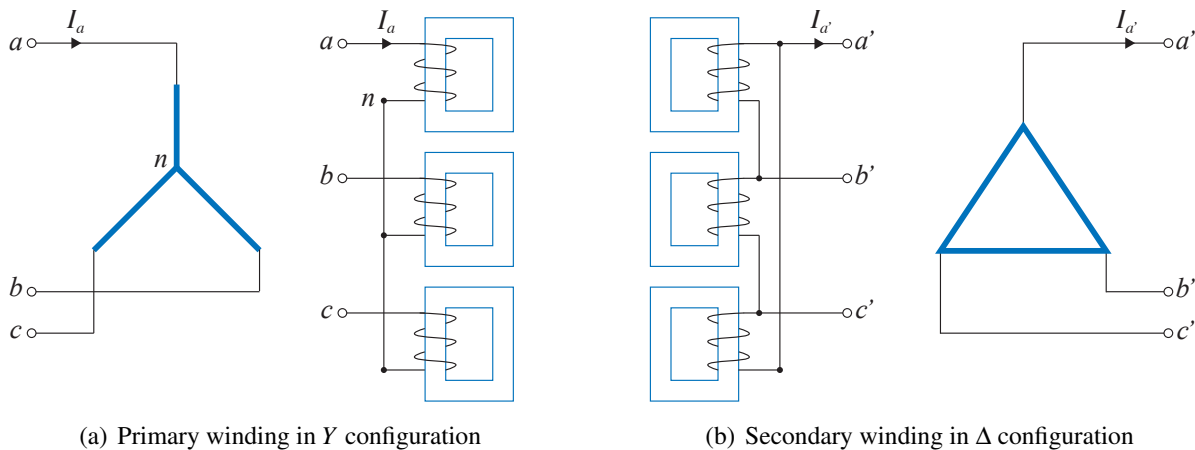 I_a
a
n
b
c
I_a
a
n
b
c
I_a'
a'
b'
c'
I_a'
a'
b'
c'
(a) Primary winding in Y configuration
(b) Secondary winding in Δ configuration